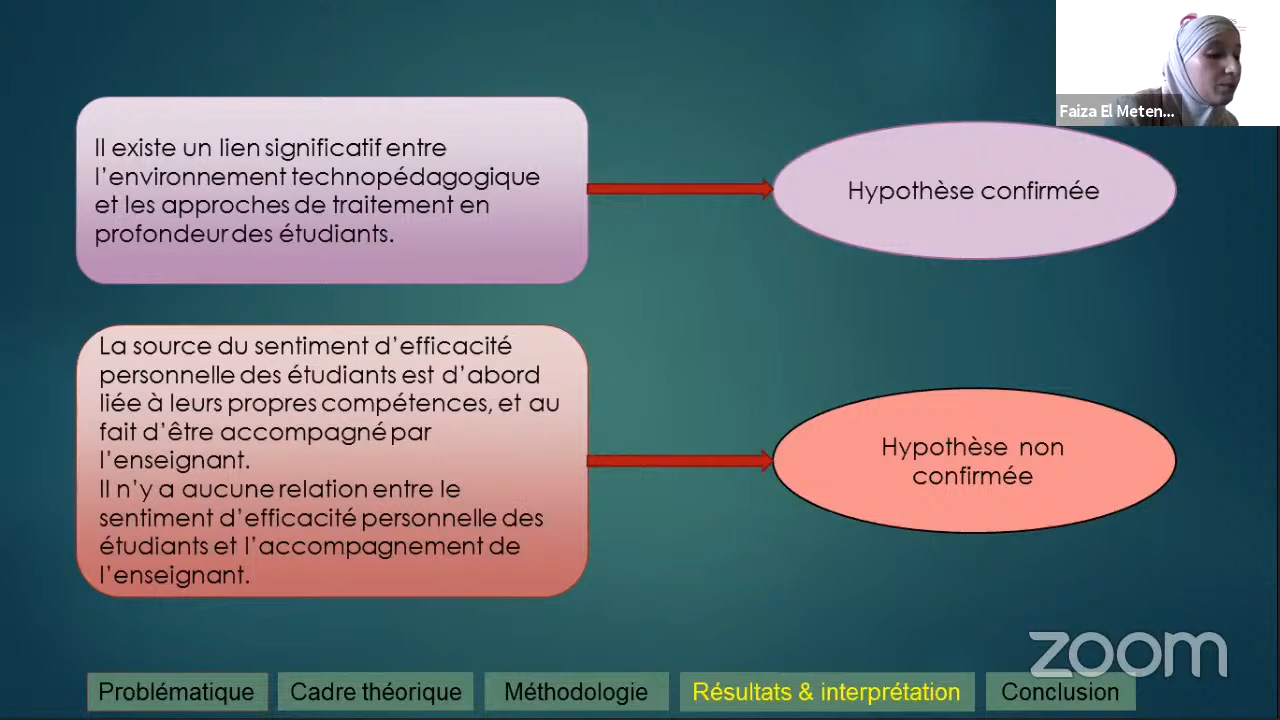 Faiza El Meten...
Il existe un lien significatif entre
l'environnement technopédagogique
et les approches de traitement en
profondeur des étudiants.
Hypothèse confirmée
La source du sentiment d'efficacité
personnelle des étudiants est d'abord
liée à leurs propres compétences, et au
fait d'être accompagné par
l'enseignant.
Il n'y a aucune relation entre le
sentiment d'efficacité personnelle des
étudiants et l'accompagnement de
l'enseignant.
Hypothèse non
confirmée
zoom
Problématique
Cadre théorique
Méthodologie
Résultats & interprétation
Conclusion